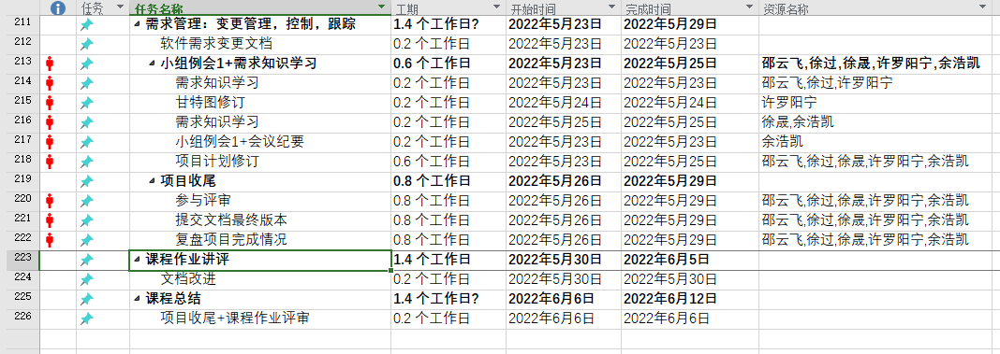 任务 任务名称 工期 开始时间 完成时间 资源名称
211 需求管理：变更管理，控制，跟踪 1.4 个工作日? 2022年5月23日 2022年5月29日
212 软件需求变更文档 0.2 个工作日 2022年5月23日 2022年5月23日
213 小组例会1+需求知识学习 0.6 个工作日 2022年5月23日 2022年5月25日 邵云飞,徐过,徐晟,许罗阳宁,余浩凯
214 需求知识学习 0.2 个工作日 2022年5月23日 2022年5月23日 邵云飞,徐过,许罗阳宁
215 甘特图修订 0.2 个工作日 2022年5月24日 2022年5月24日 许罗阳宁
216 需求知识学习 0.2 个工作日 2022年5月25日 2022年5月25日 徐晟,余浩凯
217 小组例会1+会议纪要 0.2 个工作日 2022年5月23日 2022年5月23日 余浩凯
218 项目计划修订 0.6 个工作日 2022年5月23日 2022年5月25日 邵云飞,徐过,徐晟,许罗阳宁,余浩凯
219 项目收尾 0.8 个工作日 2022年5月26日 2022年5月29日
220 参与评审 0.8 个工作日 2022年5月26日 2022年5月29日 邵云飞,徐过,徐晟,许罗阳宁,余浩凯
221 提交文档最终版本 0.8 个工作日 2022年5月26日 2022年5月29日 邵云飞,徐过,徐晟,许罗阳宁,余浩凯
222 复盘项目完成情况 0.8 个工作日 2022年5月26日 2022年5月29日 邵云飞,徐过,徐晟,许罗阳宁,余浩凯
223 课程作业讲评 1.4 个工作日 2022年5月30日 2022年6月5日
224 文档改进 0.2 个工作日 2022年5月30日 2022年5月30日
225 课程总结 1.4 个工作日? 2022年6月6日 2022年6月12日
226 项目收尾+课程作业评审 0.2 个工作日 2022年6月6日 2022年6月6日